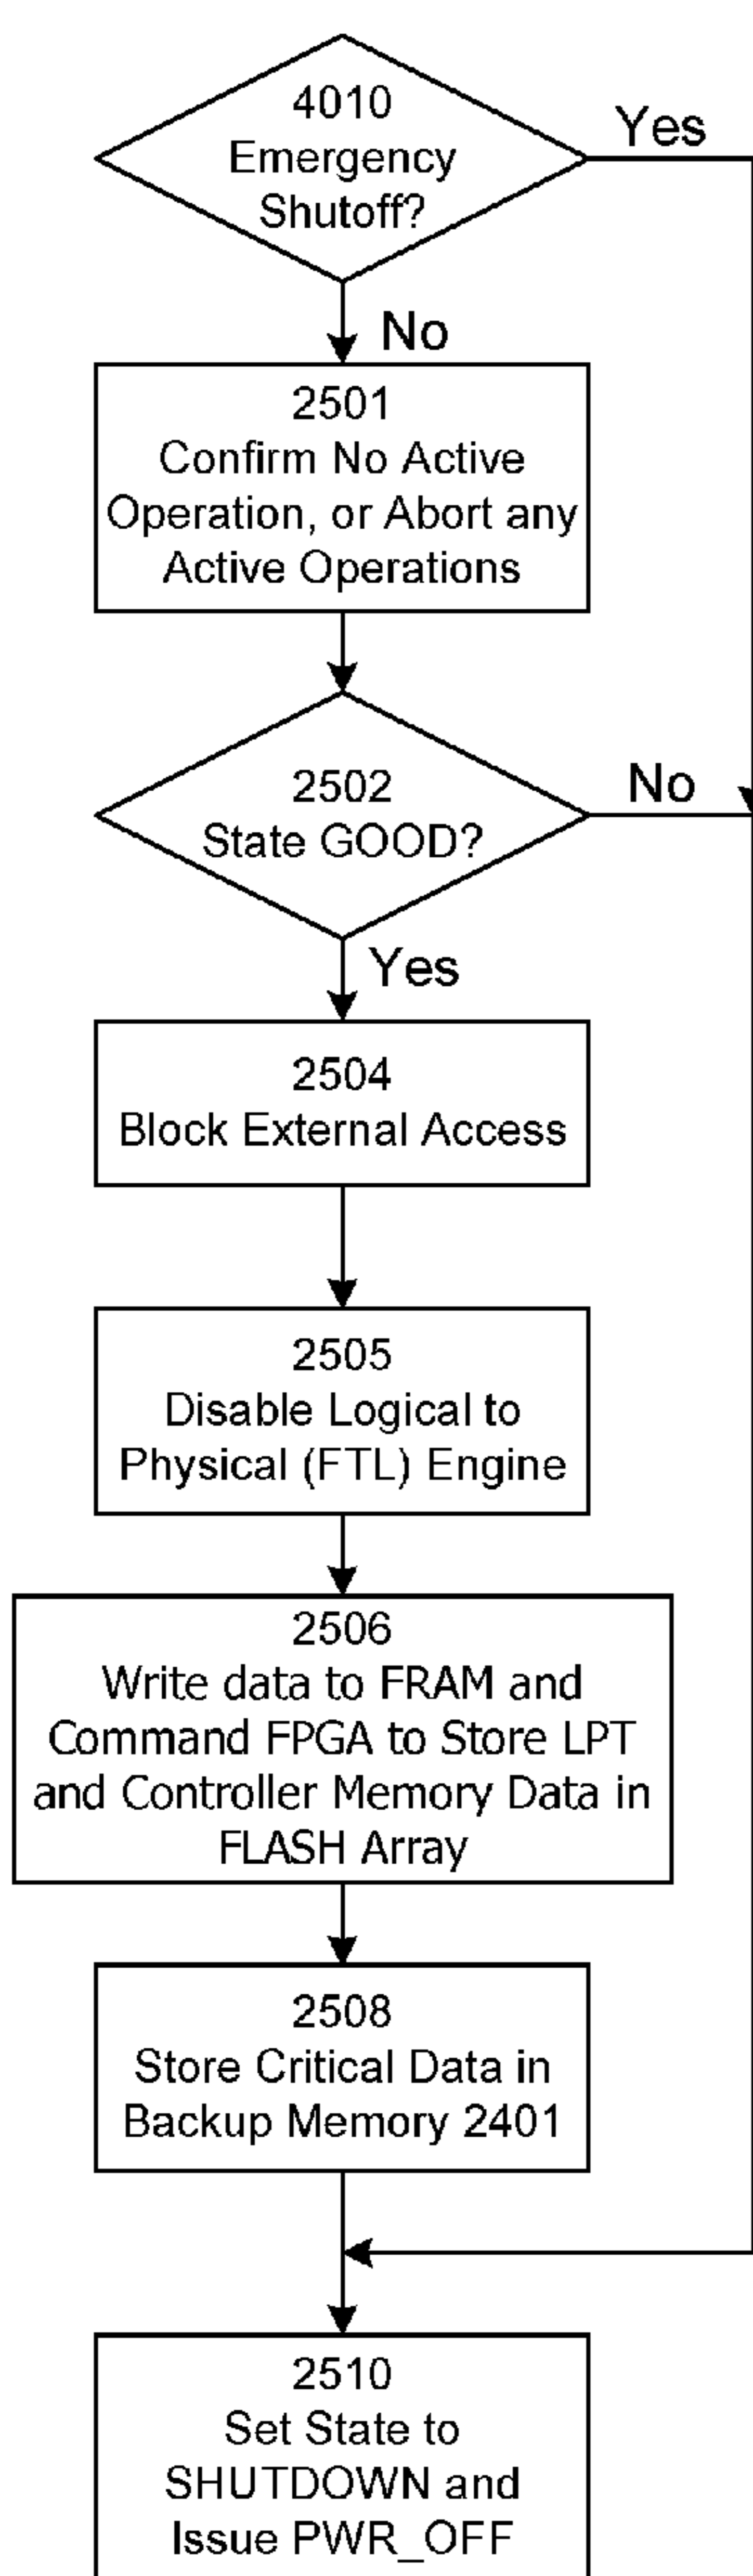 4010
Emergency
Shutoff?
Yes
No
2501
Confirm No Active
Operation, or Abort any
Active Operations
2502
State GOOD?
No
Yes
2504
Block External Access
2505
Disable Logical to
Physical (FTL) Engine
2506
Write data to FRAM and
Command FPGA to Store LPT
and Controller Memory Data in
FLASH Array
2508
Store Critical Data in
Backup Memory 2401
2510
Set State to
SHUTDOWN and
Issue PWR_OFF